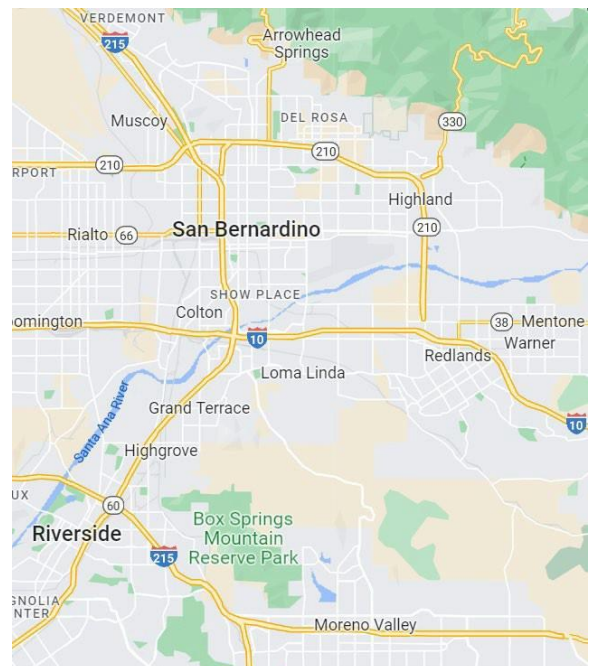 VERDEMONT
215
Arrowhead
Springs
Muscoy
DEL ROSA
330
210
210
RPORT
Highland
210
Rialto
66
San Bernardino
SHOW PLACE
Colton
oomington
10
38
Mentone
Warner
Redlands
Loma Linda
Santa Ana River
Grand Terrace
10
Highgrove
UX
60
Riverside
Box Springs
Mountain
Reserve Park
215
GNOLIA
NTER
Moreno Valley